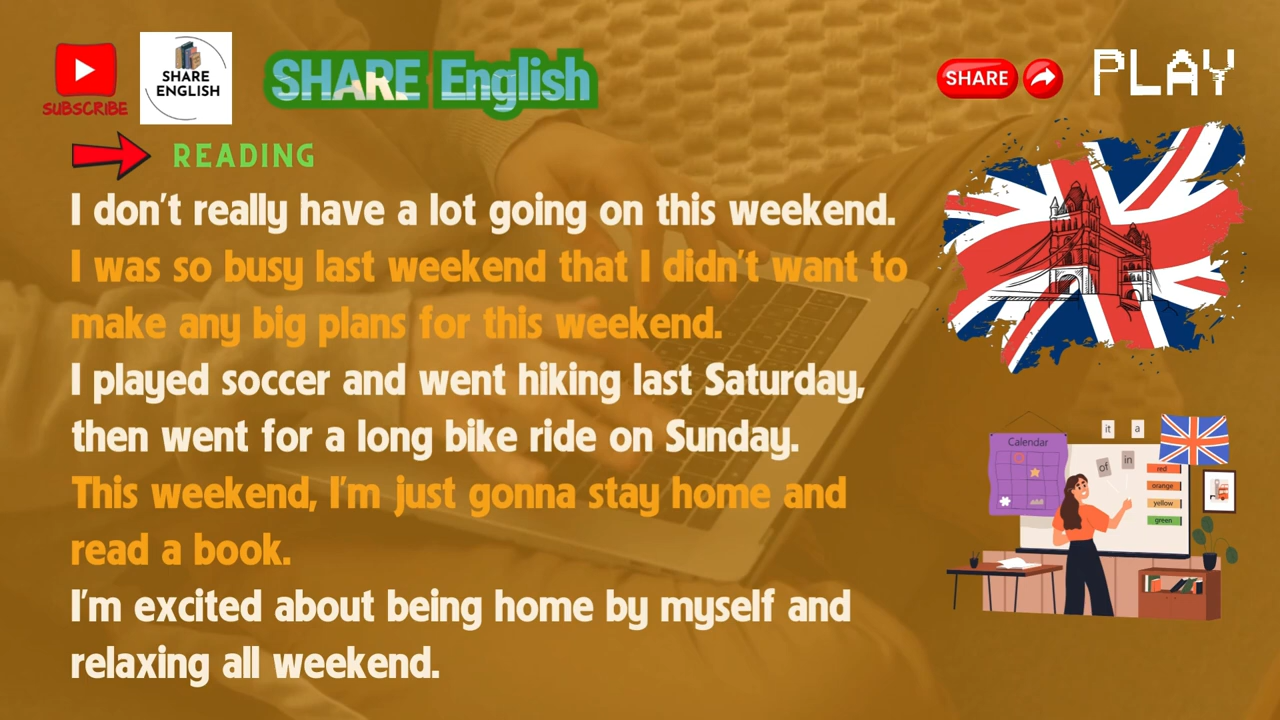 SUBSCRIBE
SHARE
ENGLISH
SHARE English
SHARE
PLAY
READING
I don't really have a lot going on this weekend.
I was so busy last weekend that I didn't want to
make any big plans for this weekend.
I played soccer and went hiking last Saturday,
then went for a long bike ride on Sunday.
This weekend, I'm just gonna stay home and
read a book.
I'm excited about being home by myself and
relaxing all weekend.
Calendar
it
a
of
in
red
orange
yellow
green